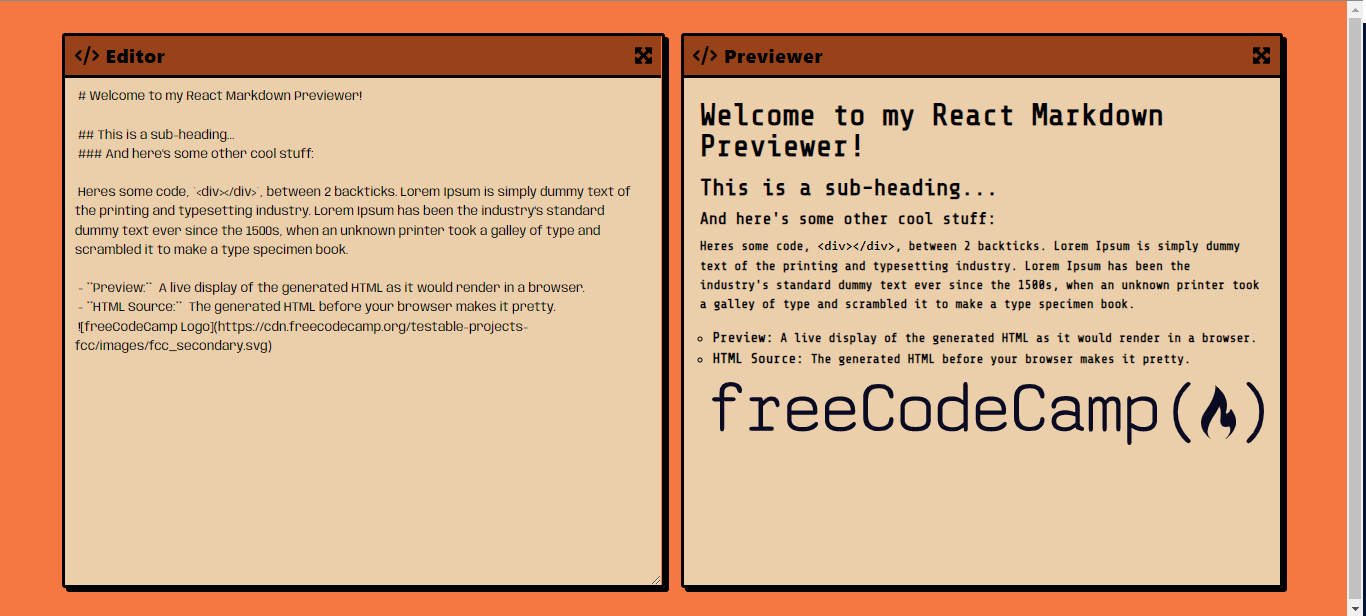 </> Editor
# Welcome to my React Markdown Previewer!
## This is a sub-heading...
### And here's some other cool stuff:
Heres some code, `<div></div>`, between 2 backticks. Lorem Ipsum is simply dummy text of
the printing and typesetting industry. Lorem Ipsum has been the industry's standard
dummy text ever since the 1500s, when an unknown printer took a galley of type and
scrambled it to make a type specimen book.
- **Preview:** A live display of the generated HTML as it would render in a browser.
- **HTML Source:** The generated HTML before your browser makes it pretty.
![freeCodeCamp Logo](https://cdn.freecodecamp.org/testable-projects-
fcc/images/fcc_secondary.svg)
</> Previewer
Welcome to my React Markdown
Previewer!
This is a sub-heading...
And here's some other cool stuff:
Heres some code, <div></div>, between 2 backticks. Lorem Ipsum is simply dummy
text of the printing and typesetting industry. Lorem Ipsum has been the
industry's standard dummy text ever since the 1500s, when an unknown printer took
a galley of type and scrambled it to make a type specimen book.
Preview: A live display of the generated HTML as it would render in a browser.
HTML Source: The generated HTML before your browser makes it pretty.
freeCodeCamp( )